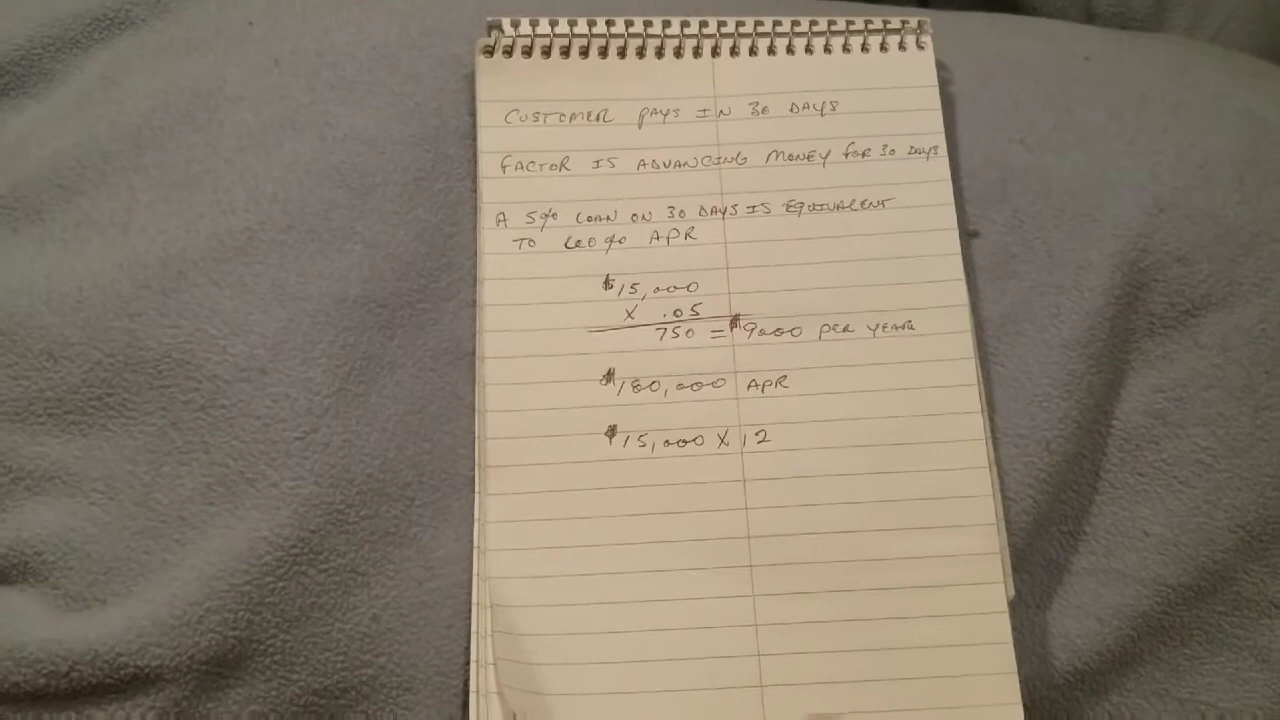 CUSTOMER PAYS IN 30 DAYS
FACTOR IS ADVANCING MONEY FOR 30 DAYS
A 5% LOAN ON 30 DAYS IS EQUIVALENT
TO 60% APR
$15,000
X .05
750 = $9000 PER YEAR
$180,000 APR
$15,000 X 12